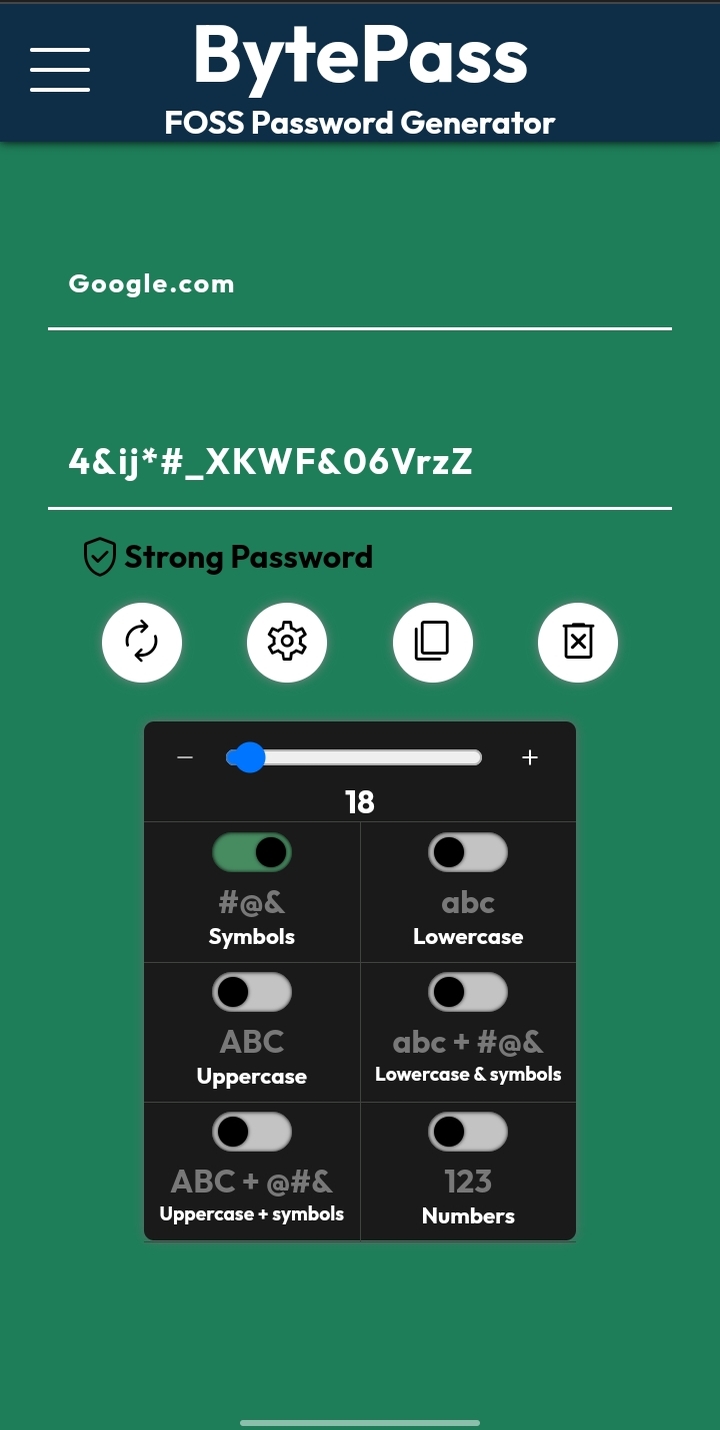 BytePass
FOSS Password Generator
Google.com
4&ij*#_XKWF&06VrzZ
Strong Password
− +
18
#@& abc
Symbols Lowercase
ABC abc + #@&
Uppercase Lowercase & symbols
ABC + @#& 123
Uppercase + symbols Numbers